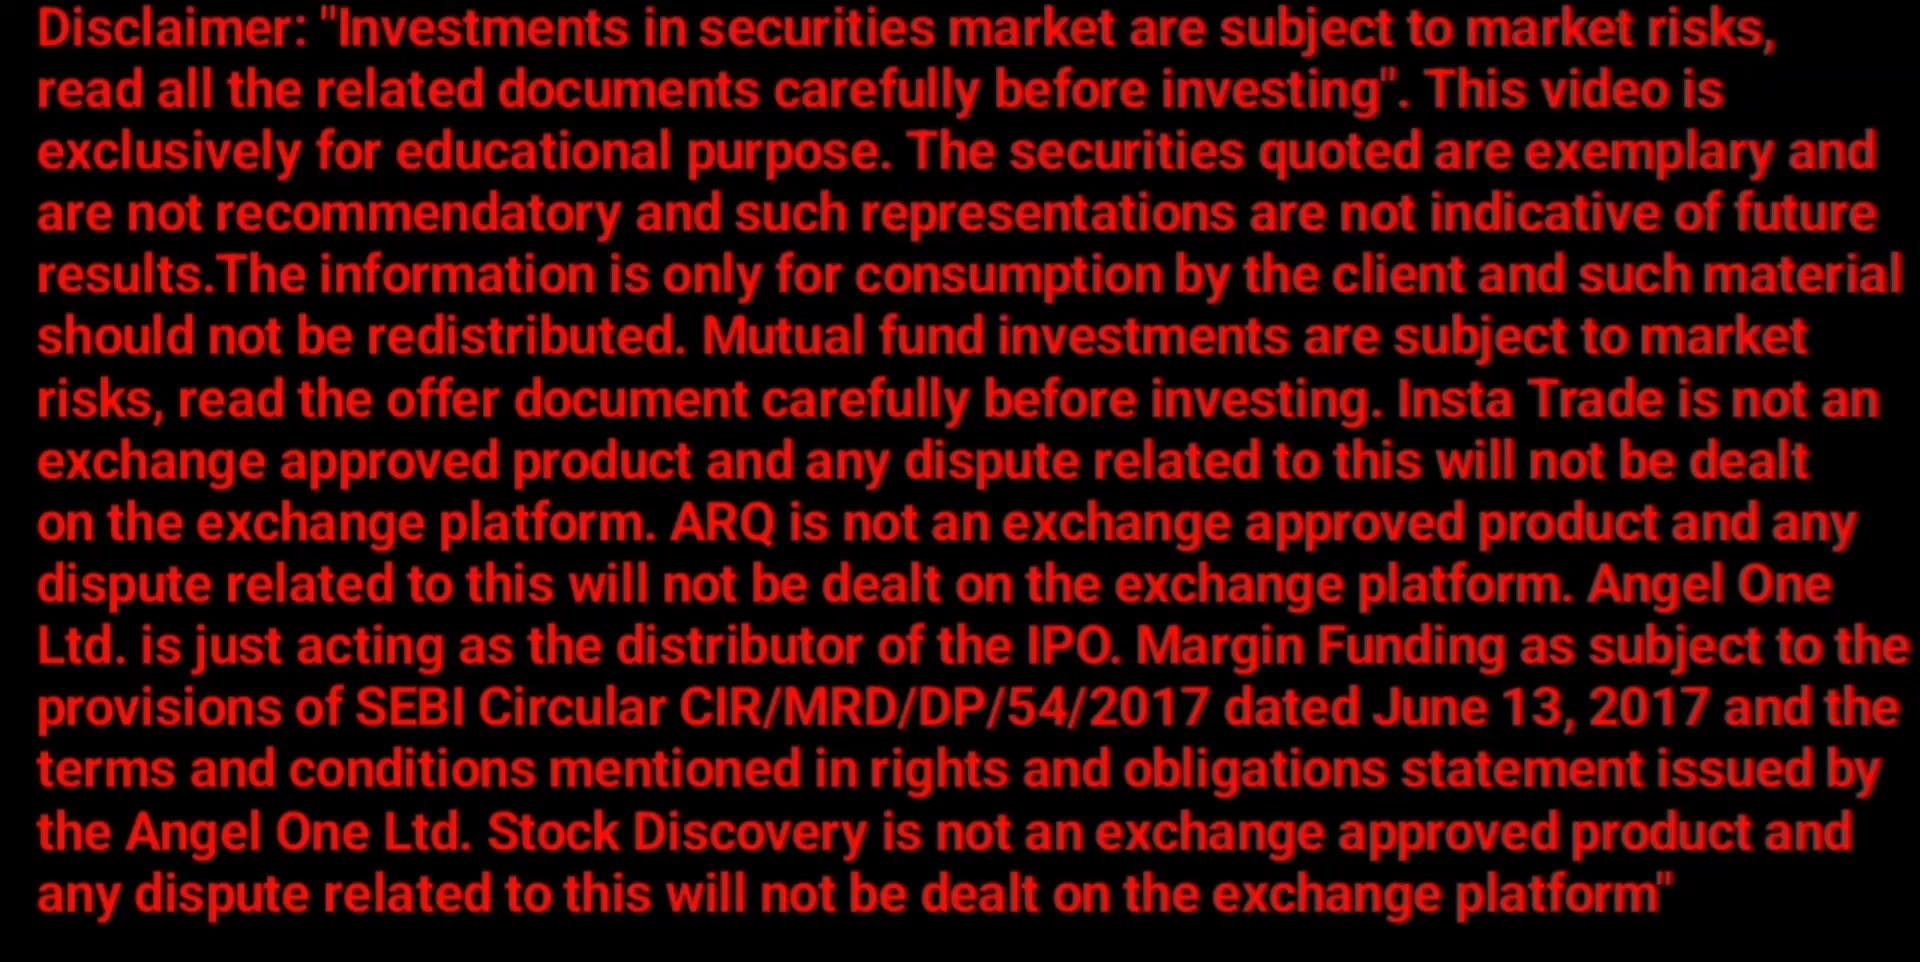 Disclaimer: "Investments in securities market are subject to market risks,
read all the related documents carefully before investing". This video is
exclusively for educational purpose. The securities quoted are exemplary and
are not recommendatory and such representations are not indicative of future
results.The information is only for consumption by the client and such material
should not be redistributed. Mutual fund investments are subject to market
risks, read the offer document carefully before investing. Insta Trade is not an
exchange approved product and any dispute related to this will not be dealt
on the exchange platform. ARQ is not an exchange approved product and any
dispute related to this will not be dealt on the exchange platform. Angel One
Ltd. is just acting as the distributor of the IPO. Margin Funding as subject to the
provisions of SEBI Circular CIR/MRD/DP/54/2017 dated June 13, 2017 and the
terms and conditions mentioned in rights and obligations statement issued by
the Angel One Ltd. Stock Discovery is not an exchange approved product and
any dispute related to this will not be dealt on the exchange platform"